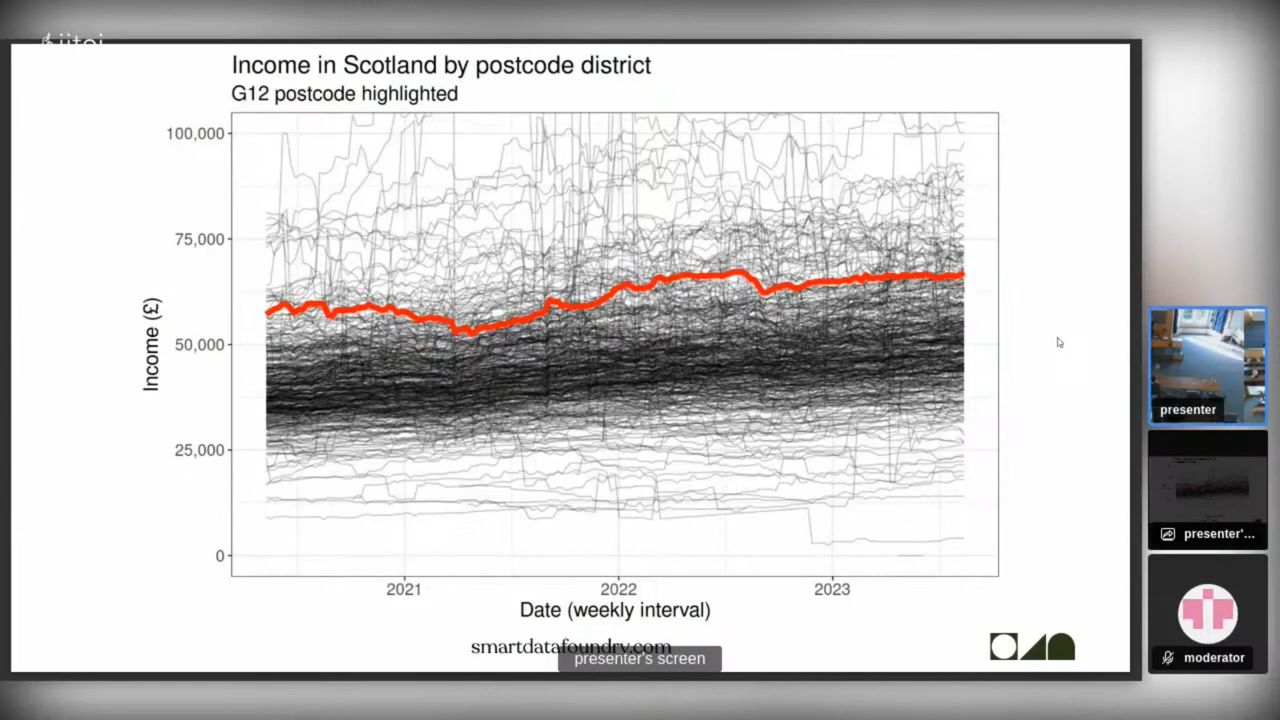 Income in Scotland by postcode district
G12 postcode highlighted
100,000
75,000
50,000
25,000
0
Income (£)
2021
2022
2023
Date (weekly interval)
smartdatafoundry.com
presenter's screen
presenter
presenter'...
moderator